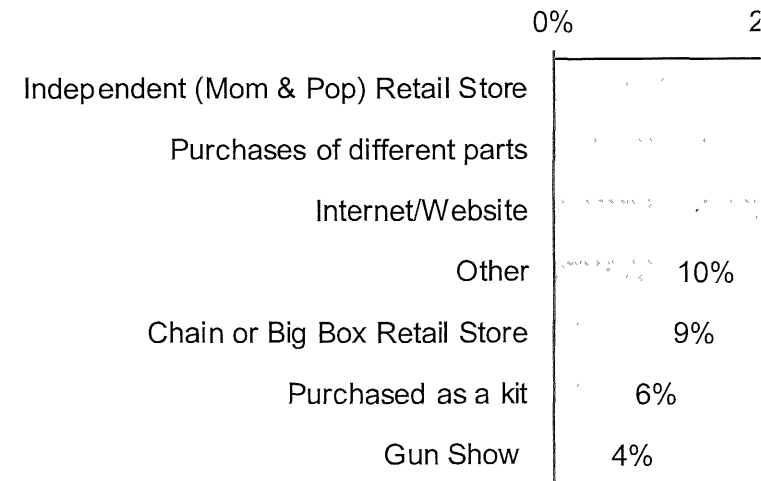 0% 2
Independent (Mom & Pop) Retail Store
Purchases of different parts
Internet/Website
Other 10%
Chain or Big Box Retail Store 9%
Purchased as a kit 6%
Gun Show 4%